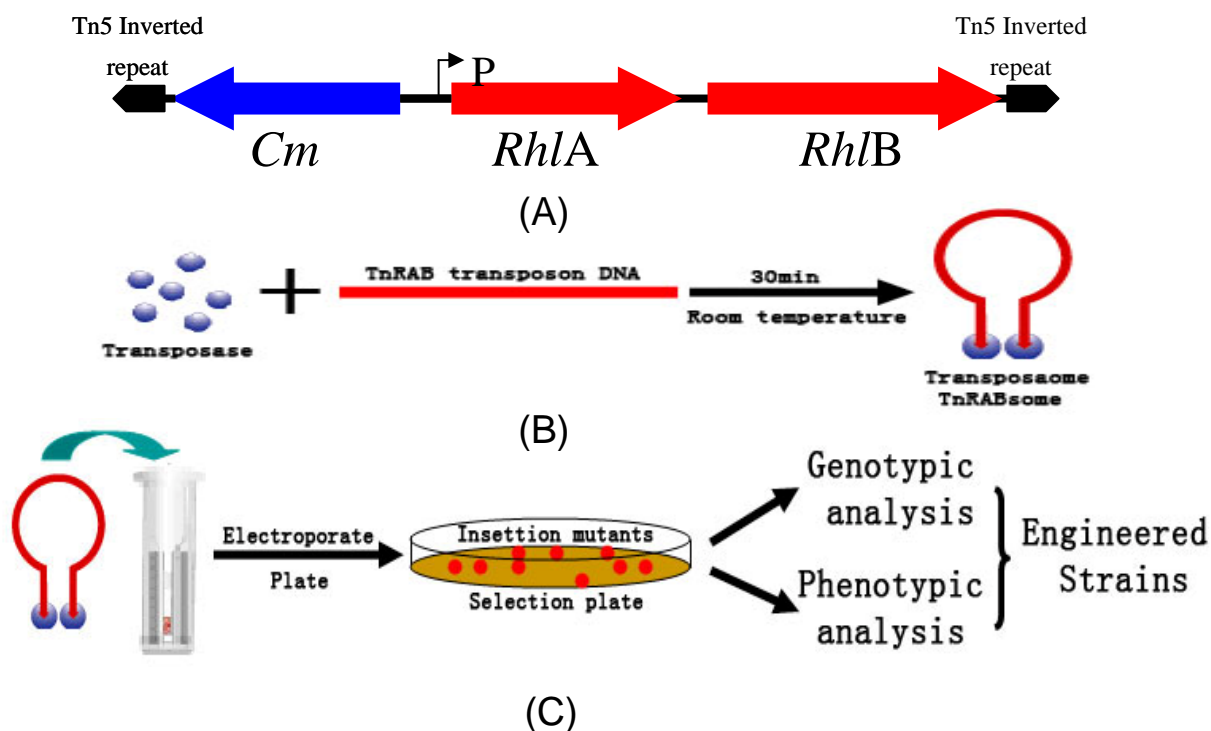 Tn5 Inverted
repeat
Tn5 Inverted
repeat
P
Cm
RhlA
RhlB
(A)
Transposase
+
TnRAB transposon DNA
30min
Room temperature
Transposaome
TnRABsome
(B)
Electroporate
Plate
Insettion mutants
Selection plate
Genotypic
analysis
Phenotypic
analysis
Engineered
Strains
(C)